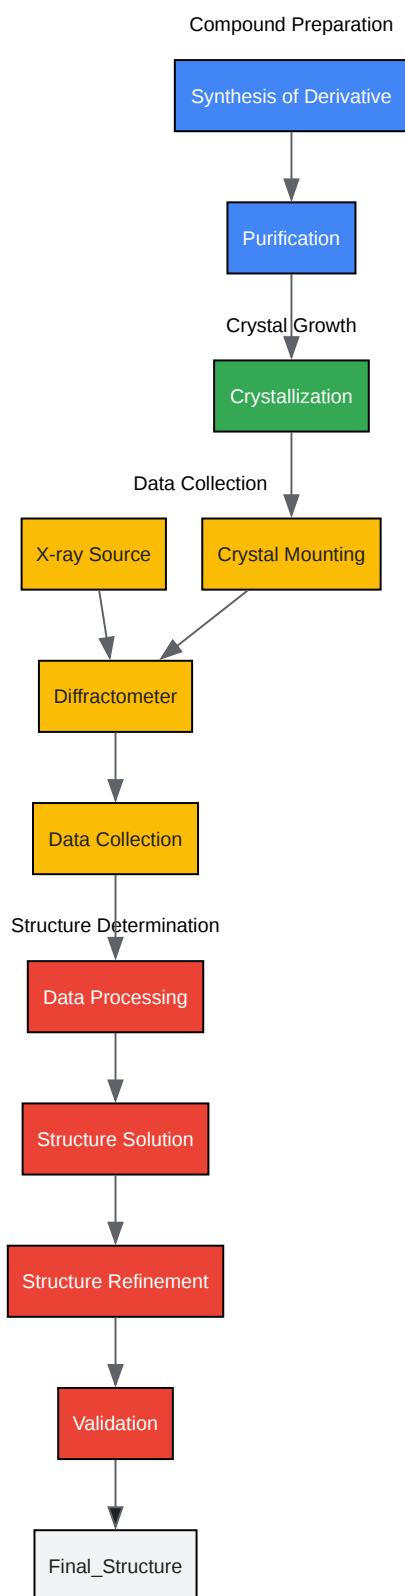 Compound Preparation
Synthesis of Derivative
Purification
Crystal Growth
Crystallization
Data Collection
X-ray Source
Crystal Mounting
Diffractometer
Data Collection
Structure Determination
Data Processing
Structure Solution
Structure Refinement
Validation
Final_Structure